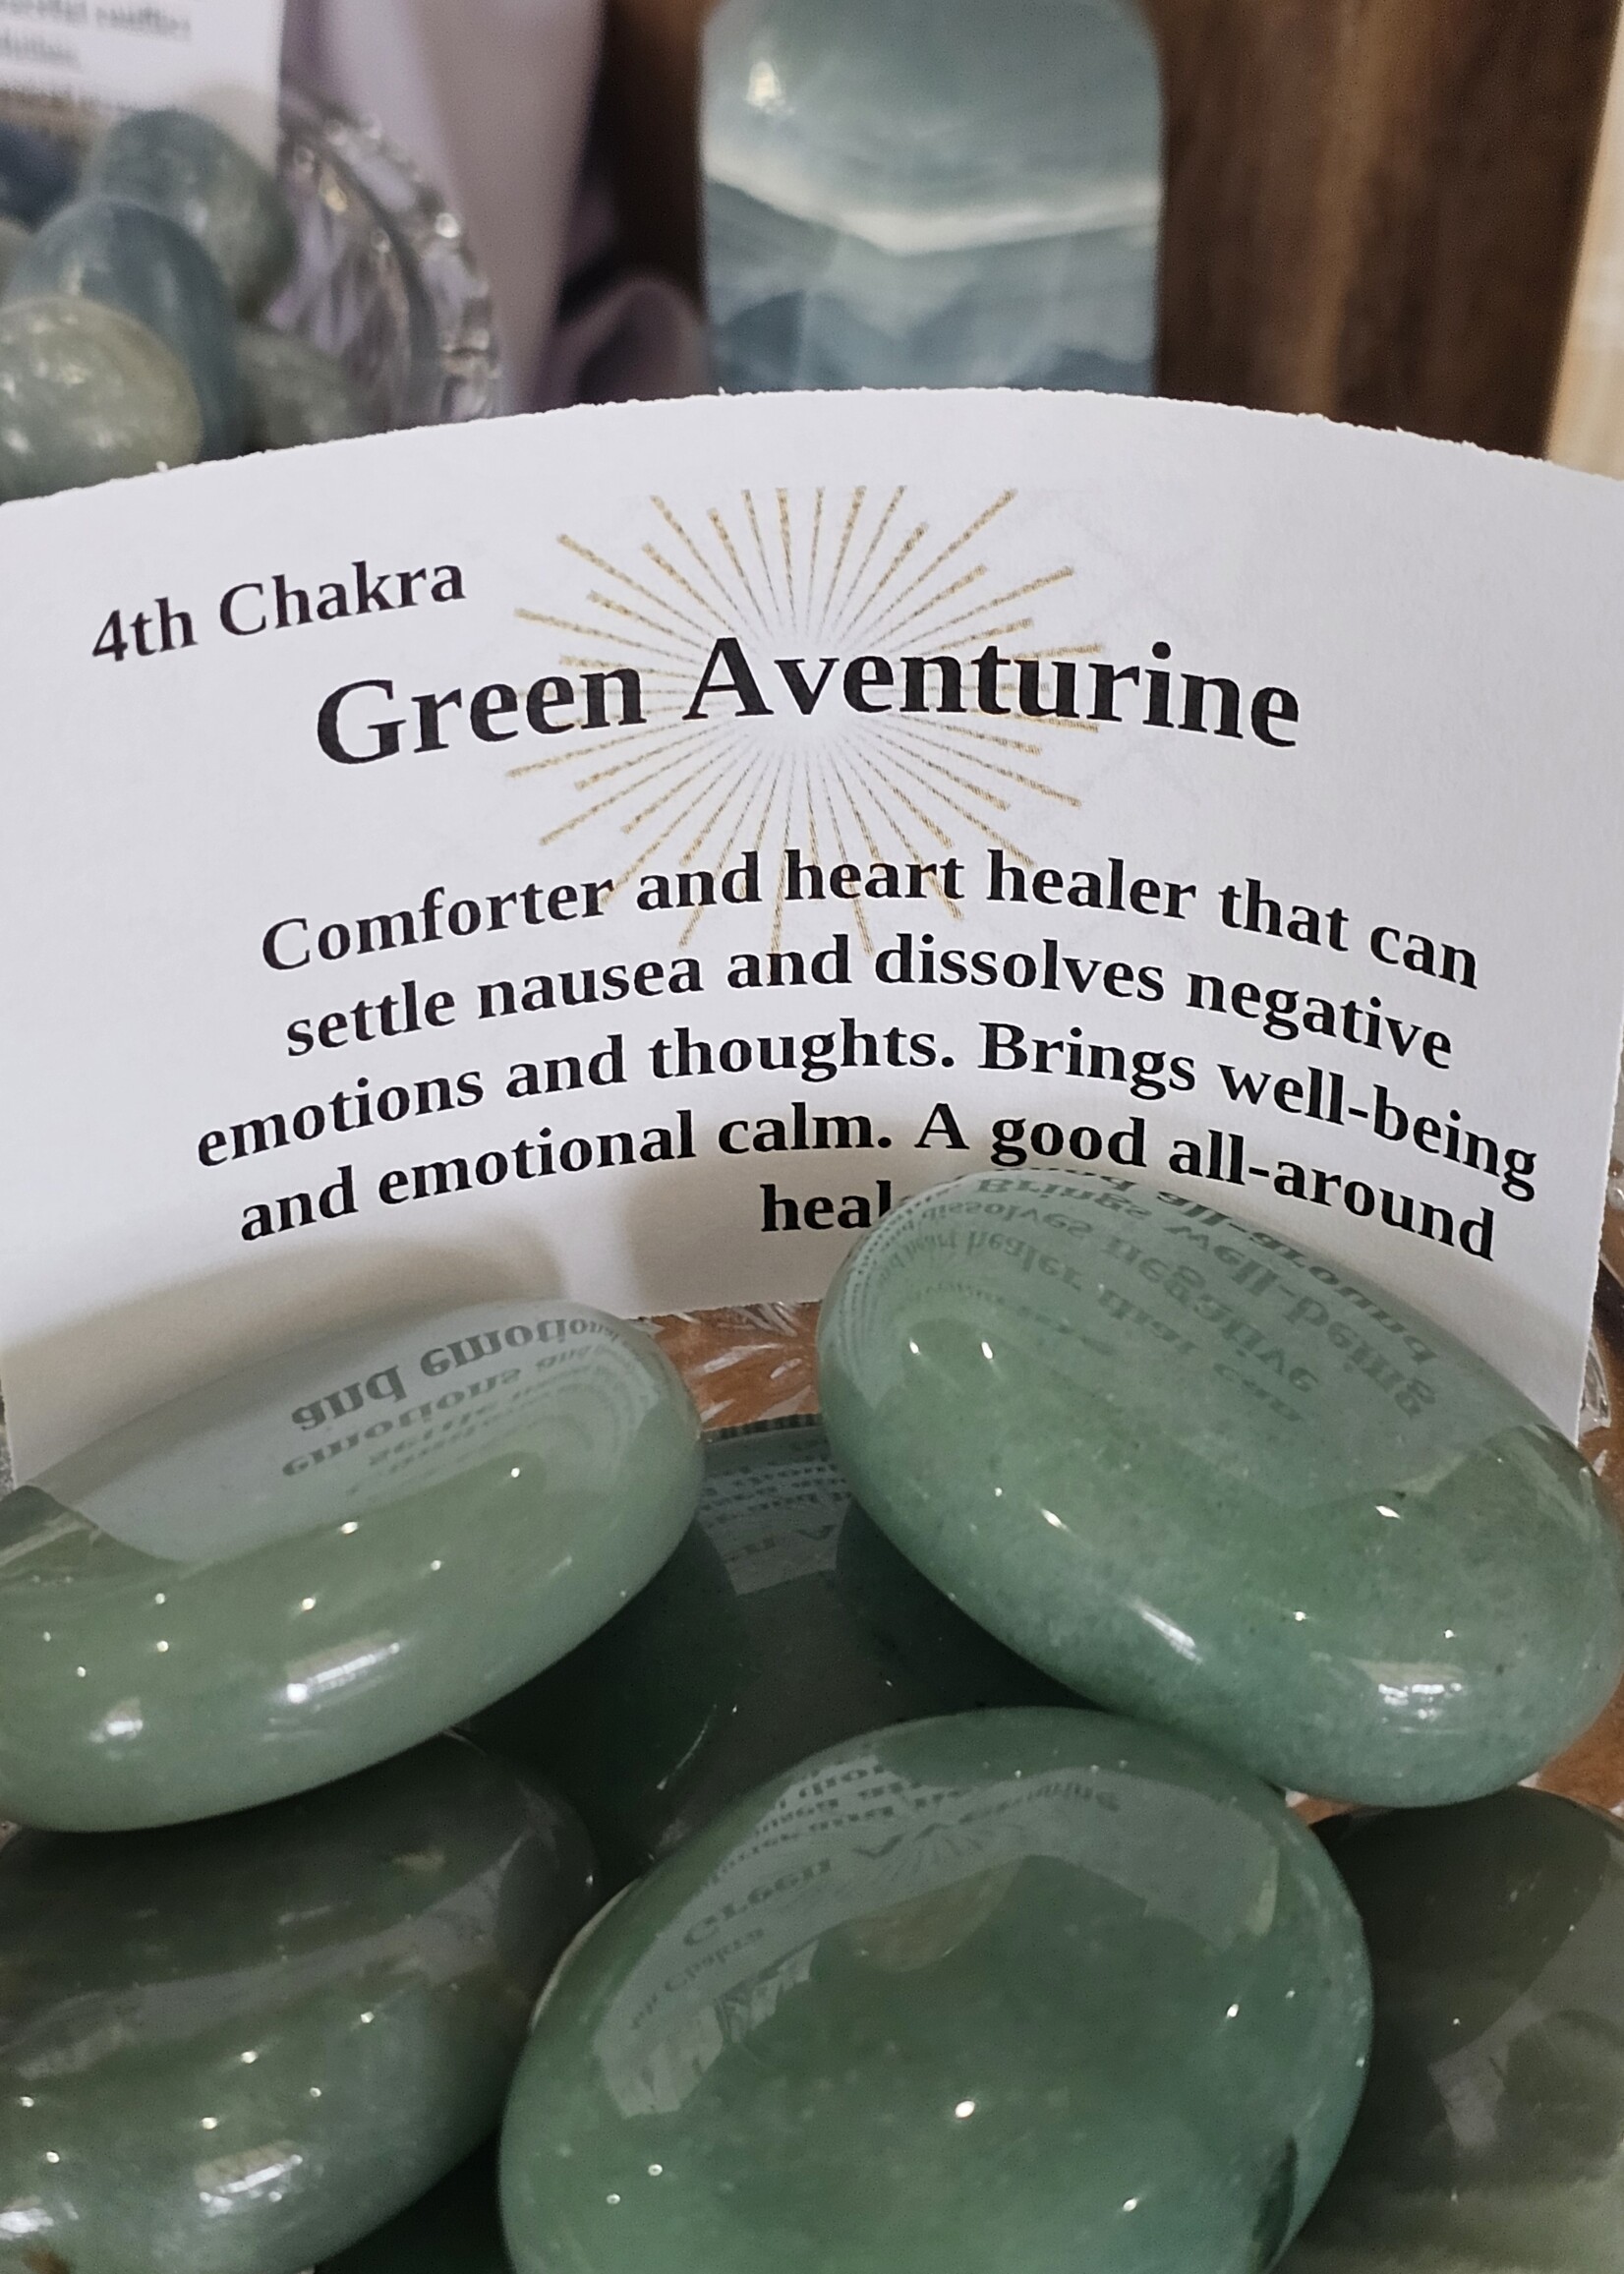 4th Chakra
Green Aventurine
Comforter and heart healer that can
settle nausea and dissolves negative
emotions and thoughts. Brings well-being
and emotional calm. A good all-around